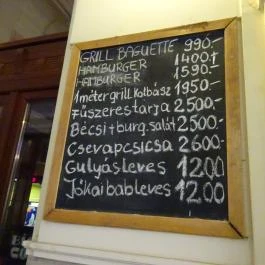 GRILL BAGUETTE 990.-
HAMBURGER 1400+
HAMBURGER 1590.-
1 méter grill kolbász 1950.-
Fűszerestarja 2500.-
Bécsi + burg. salát 2500.-
Csevapcsicsa 2600.-
Gulyásleves 1200
Jókai bableves 1200